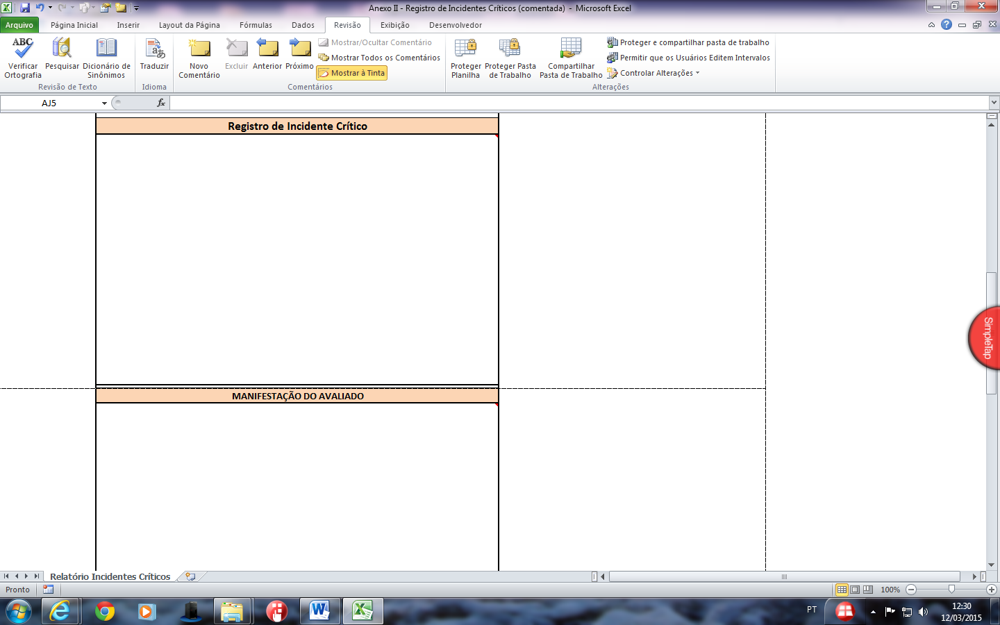 Anexo II - Registro de Incidentes Críticos (comentada) - Microsoft Excel
Arquivo Página Inicial Inserir Layout da Página Fórmulas Dados Revisão Exibição Desenvolvedor
ABC
Verificar Ortografia
Pesquisar
Dicionário de Sinônimos
Revisão de Texto
Traduzir
Idioma
Novo Comentário
Excluir
Anterior
Próximo
Mostrar/Ocultar Comentário
Mostrar Todos os Comentários
Mostrar à Tinta
Comentários
Proteger Planilha
Proteger Pasta de Trabalho
Compartilhar Pasta de Trabalho
Proteger e compartilhar pasta de trabalho
Permitir que os Usuários Editem Intervalos
Controlar Alterações
Alterações
AJ5
fx
Registro de Incidente Crítico
SimpleTap
MANIFESTAÇÃO DO AVALIADO
Relatório Incidentes Críticos
Pronto
100%
PT
12:30
12/03/2015